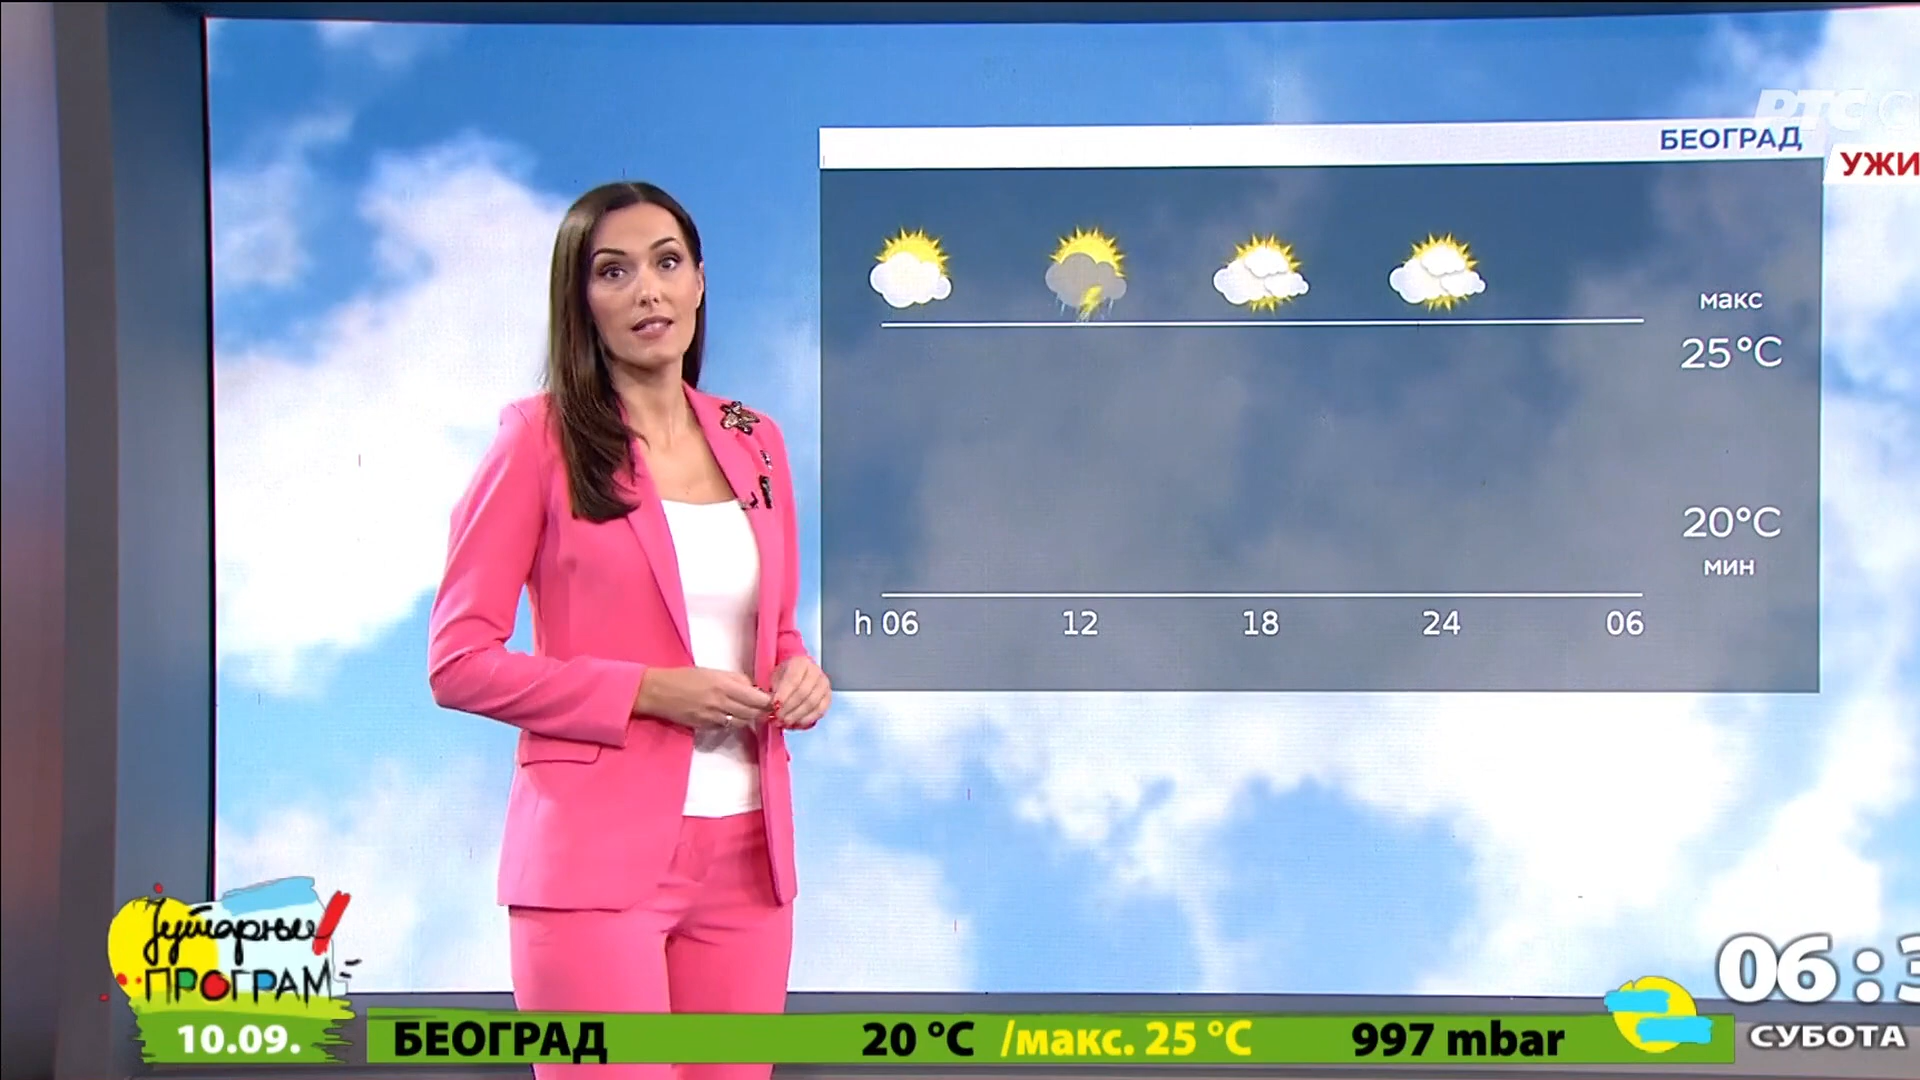 РТС
БЕОГРАД
УЖИ
макс
25°C
20°C
мин
h 06 12 18 24 06
Јутарњи
ПРОГРАМ
10.09.
БЕОГРАД 20 °C /макс. 25 °C 997 mbar
06:3
СУБОТА